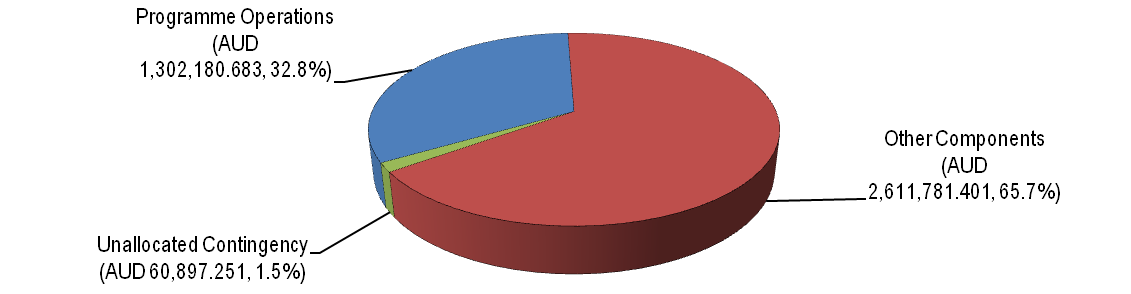 Programme Operations
(AUD
1,302,180.683, 32.8%)
Other Components
(AUD
2,611,781.401, 65.7%)
Unallocated Contingency
(AUD 60,897.251, 1.5%)